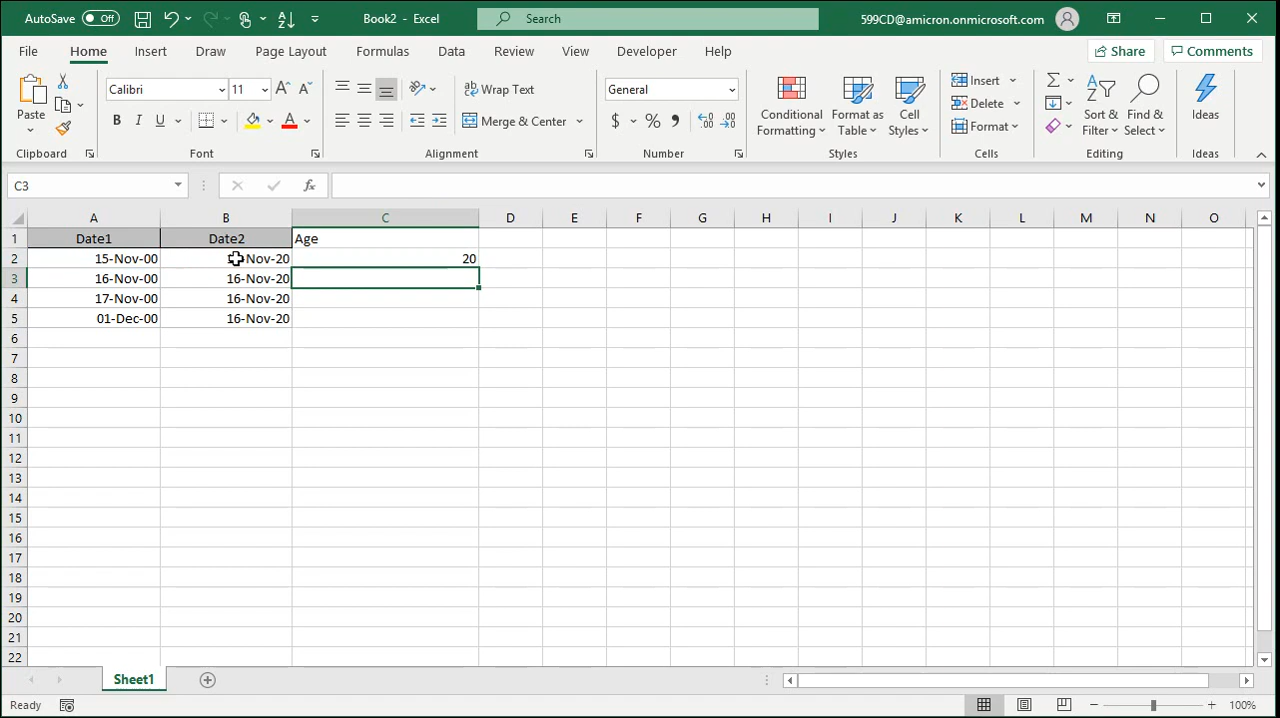 AutoSave Off Book2 - Excel Search 599CD@amicron.onmicrosoft.com
File Home Insert Draw Page Layout Formulas Data Review View Developer Help Share Comments
Calibri 11 Wrap Text General Insert
Paste B I U A Merge & Center $ % Conditional Formatting Format as Table Cell Styles Delete Format Sort & Filter Find & Select Ideas
Clipboard Font Alignment Number Styles Cells Editing Ideas
C3 fx
A B C D E F G H I J K L M N O
1 Date1 Date2 Age
2 15-Nov-00 Nov-20 20
3 16-Nov-00 16-Nov-20
4 17-Nov-00 16-Nov-20
5 01-Dec-00 16-Nov-20
6
7
8
9
10
11
12
13
14
15
16
17
18
19
20
21
22
Sheet1
Ready 100%